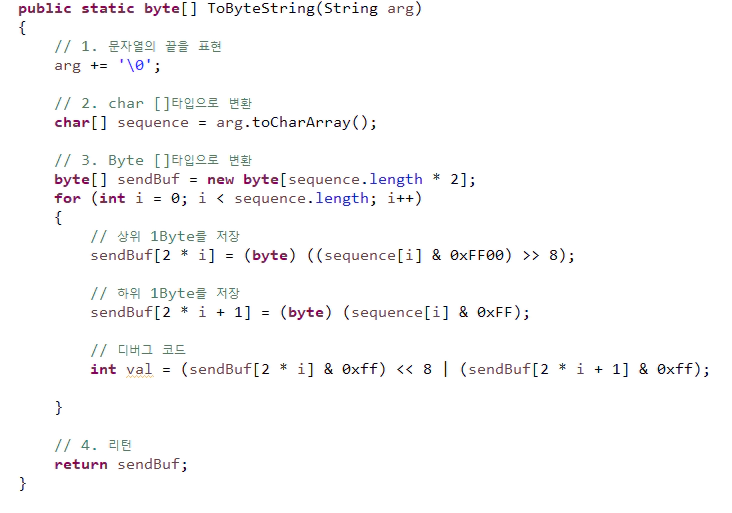 public static byte[] ToByteString(String arg)
{
// 1. 문자열의 끝을 표현
arg += '\0';
// 2. char []타입으로 변환
char[] sequence = arg.toCharArray();
// 3. Byte []타입으로 변환
byte[] sendBuf = new byte[sequence.length * 2];
for (int i = 0; i < sequence.length; i++)
{
// 상위 1Byte를 저장
sendBuf[2 * i] = (byte) ((sequence[i] & 0xFF00) >> 8);
// 하위 1Byte를 저장
sendBuf[2 * i + 1] = (byte) (sequence[i] & 0xFF);
// 디버그 코드
int val = (sendBuf[2 * i] & 0xff) << 8 | (sendBuf[2 * i + 1] & 0xff);
}
// 4. 리턴
return sendBuf;
}